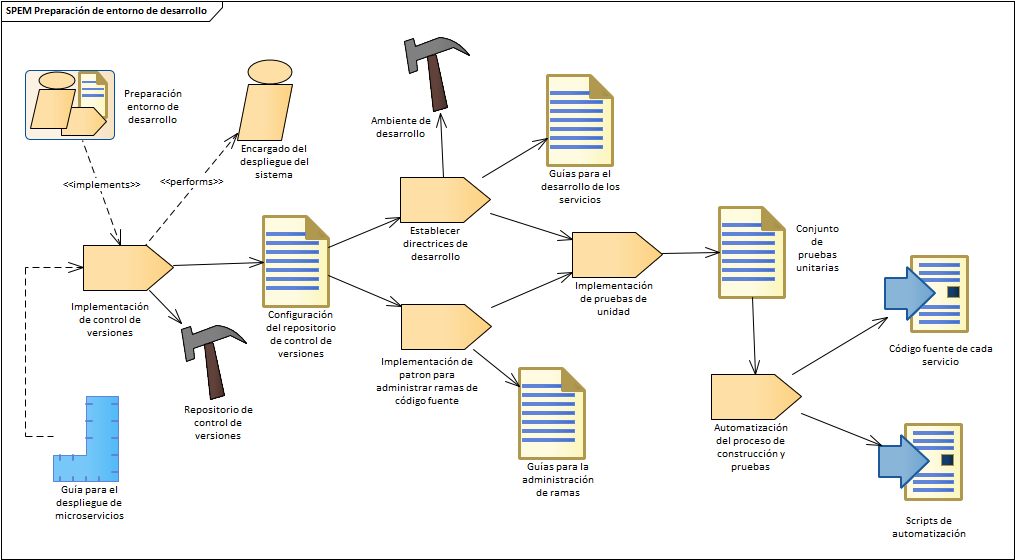 SPEM Preparación de entorno de desarrollo
Preparación
entorno de
desarrollo
Encargado del
despliegue del
sistema
<<implements>>
<<performs>>
Ambiente de
desarrollo
Guías para el
desarrollo de los
servicios
Establecer
directrices de
desarrollo
Implementación
de control de
versiones
Configuración
del repositorio
de control de
versiones
Implementación
de pruebas de
unidad
Conjunto
de
pruebas
unitarias
Código fuente de cada
servicio
Implementación de
patron para
administrar ramas de
código fuente
Repositorio de
control de
versiones
Guías para la
administración
de ramas
Automatización
del proceso de
construcción y
pruebas
Guía para el
despliegue de
microservicios
Scripts de
automatización